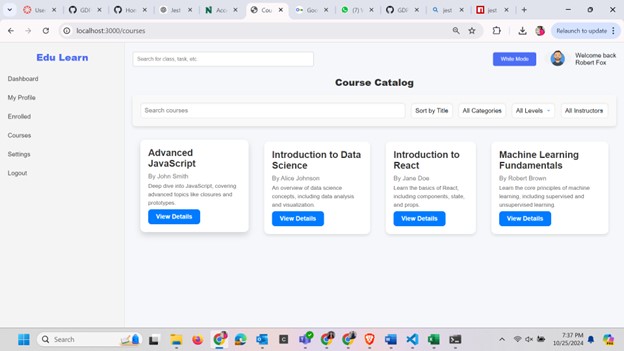 Use
GDI
Hor
Jest
Acce
Cou
Goo
(7) \
GDI
jest
jest
localhost:3000/courses
Relaunch to update
Edu Learn
Search for class, task, etc.
White Mode
Welcome back
Robert Fox
Dashboard
My Profile
Enrolled
Courses
Settings
Logout
Course Catalog
Search courses
Sort by Title
All Categories
All Levels
All Instructors
Advanced
JavaScript
By John Smith
Deep dive into JavaScript, covering
advanced topics like closures and
prototypes.
View Details
Introduction to Data
Science
By Alice Johnson
An overview of data science
concepts, including data analysis
and visualization.
View Details
Introduction to
React
By Jane Doe
Learn the basics of React,
including components, state,
and props.
View Details
Machine Learning
Fundamentals
By Robert Brown
Learn the core principles of machine
learning, including supervised and
unsupervised learning.
View Details
Search
7:37 PM
10/25/2024